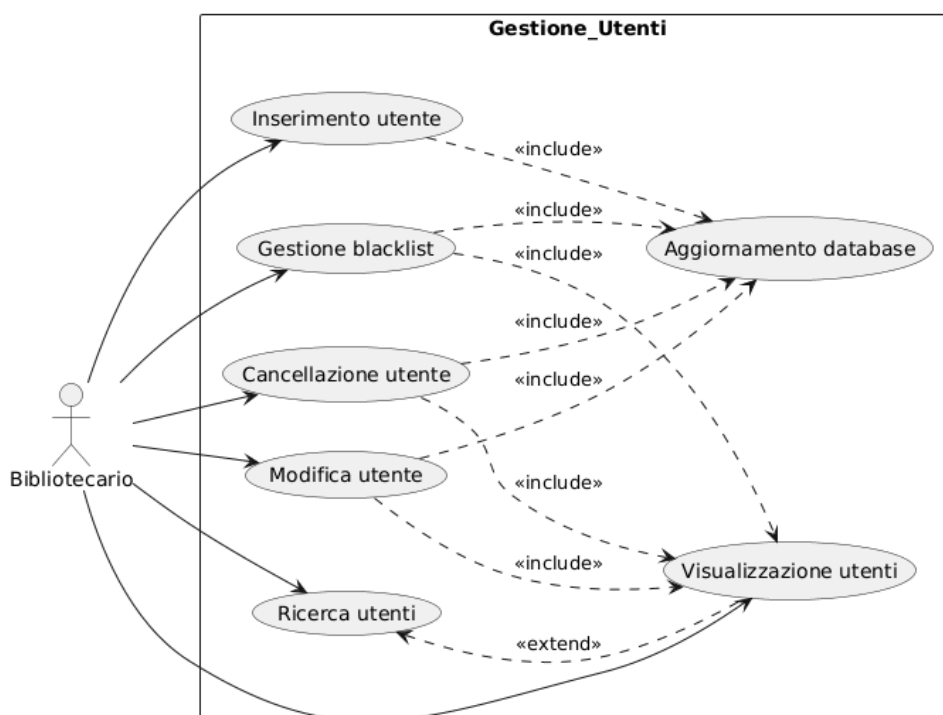 Gestione_Utenti
Inserimento utente
«include»
«include»
Gestione blacklist
«include»
Aggiornamento database
«include»
Cancellazione utente
«include»
Bibliotecario
Modifica utente
«include»
«include»
Visualizzazione utenti
Ricerca utenti
«extend»